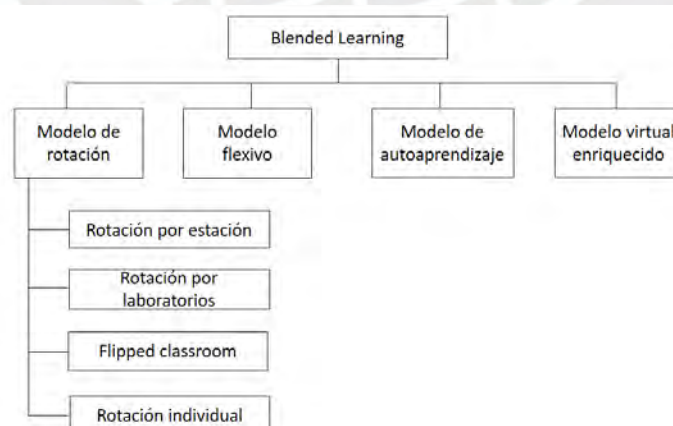 Blended Learning
Modelo de
rotación
Modelo
flexivo
Modelo de
autoaprendizaje
Modelo virtual
enriquecido
Rotación por estación
Rotación por
laboratorios
Flipped classroom
Rotación individual